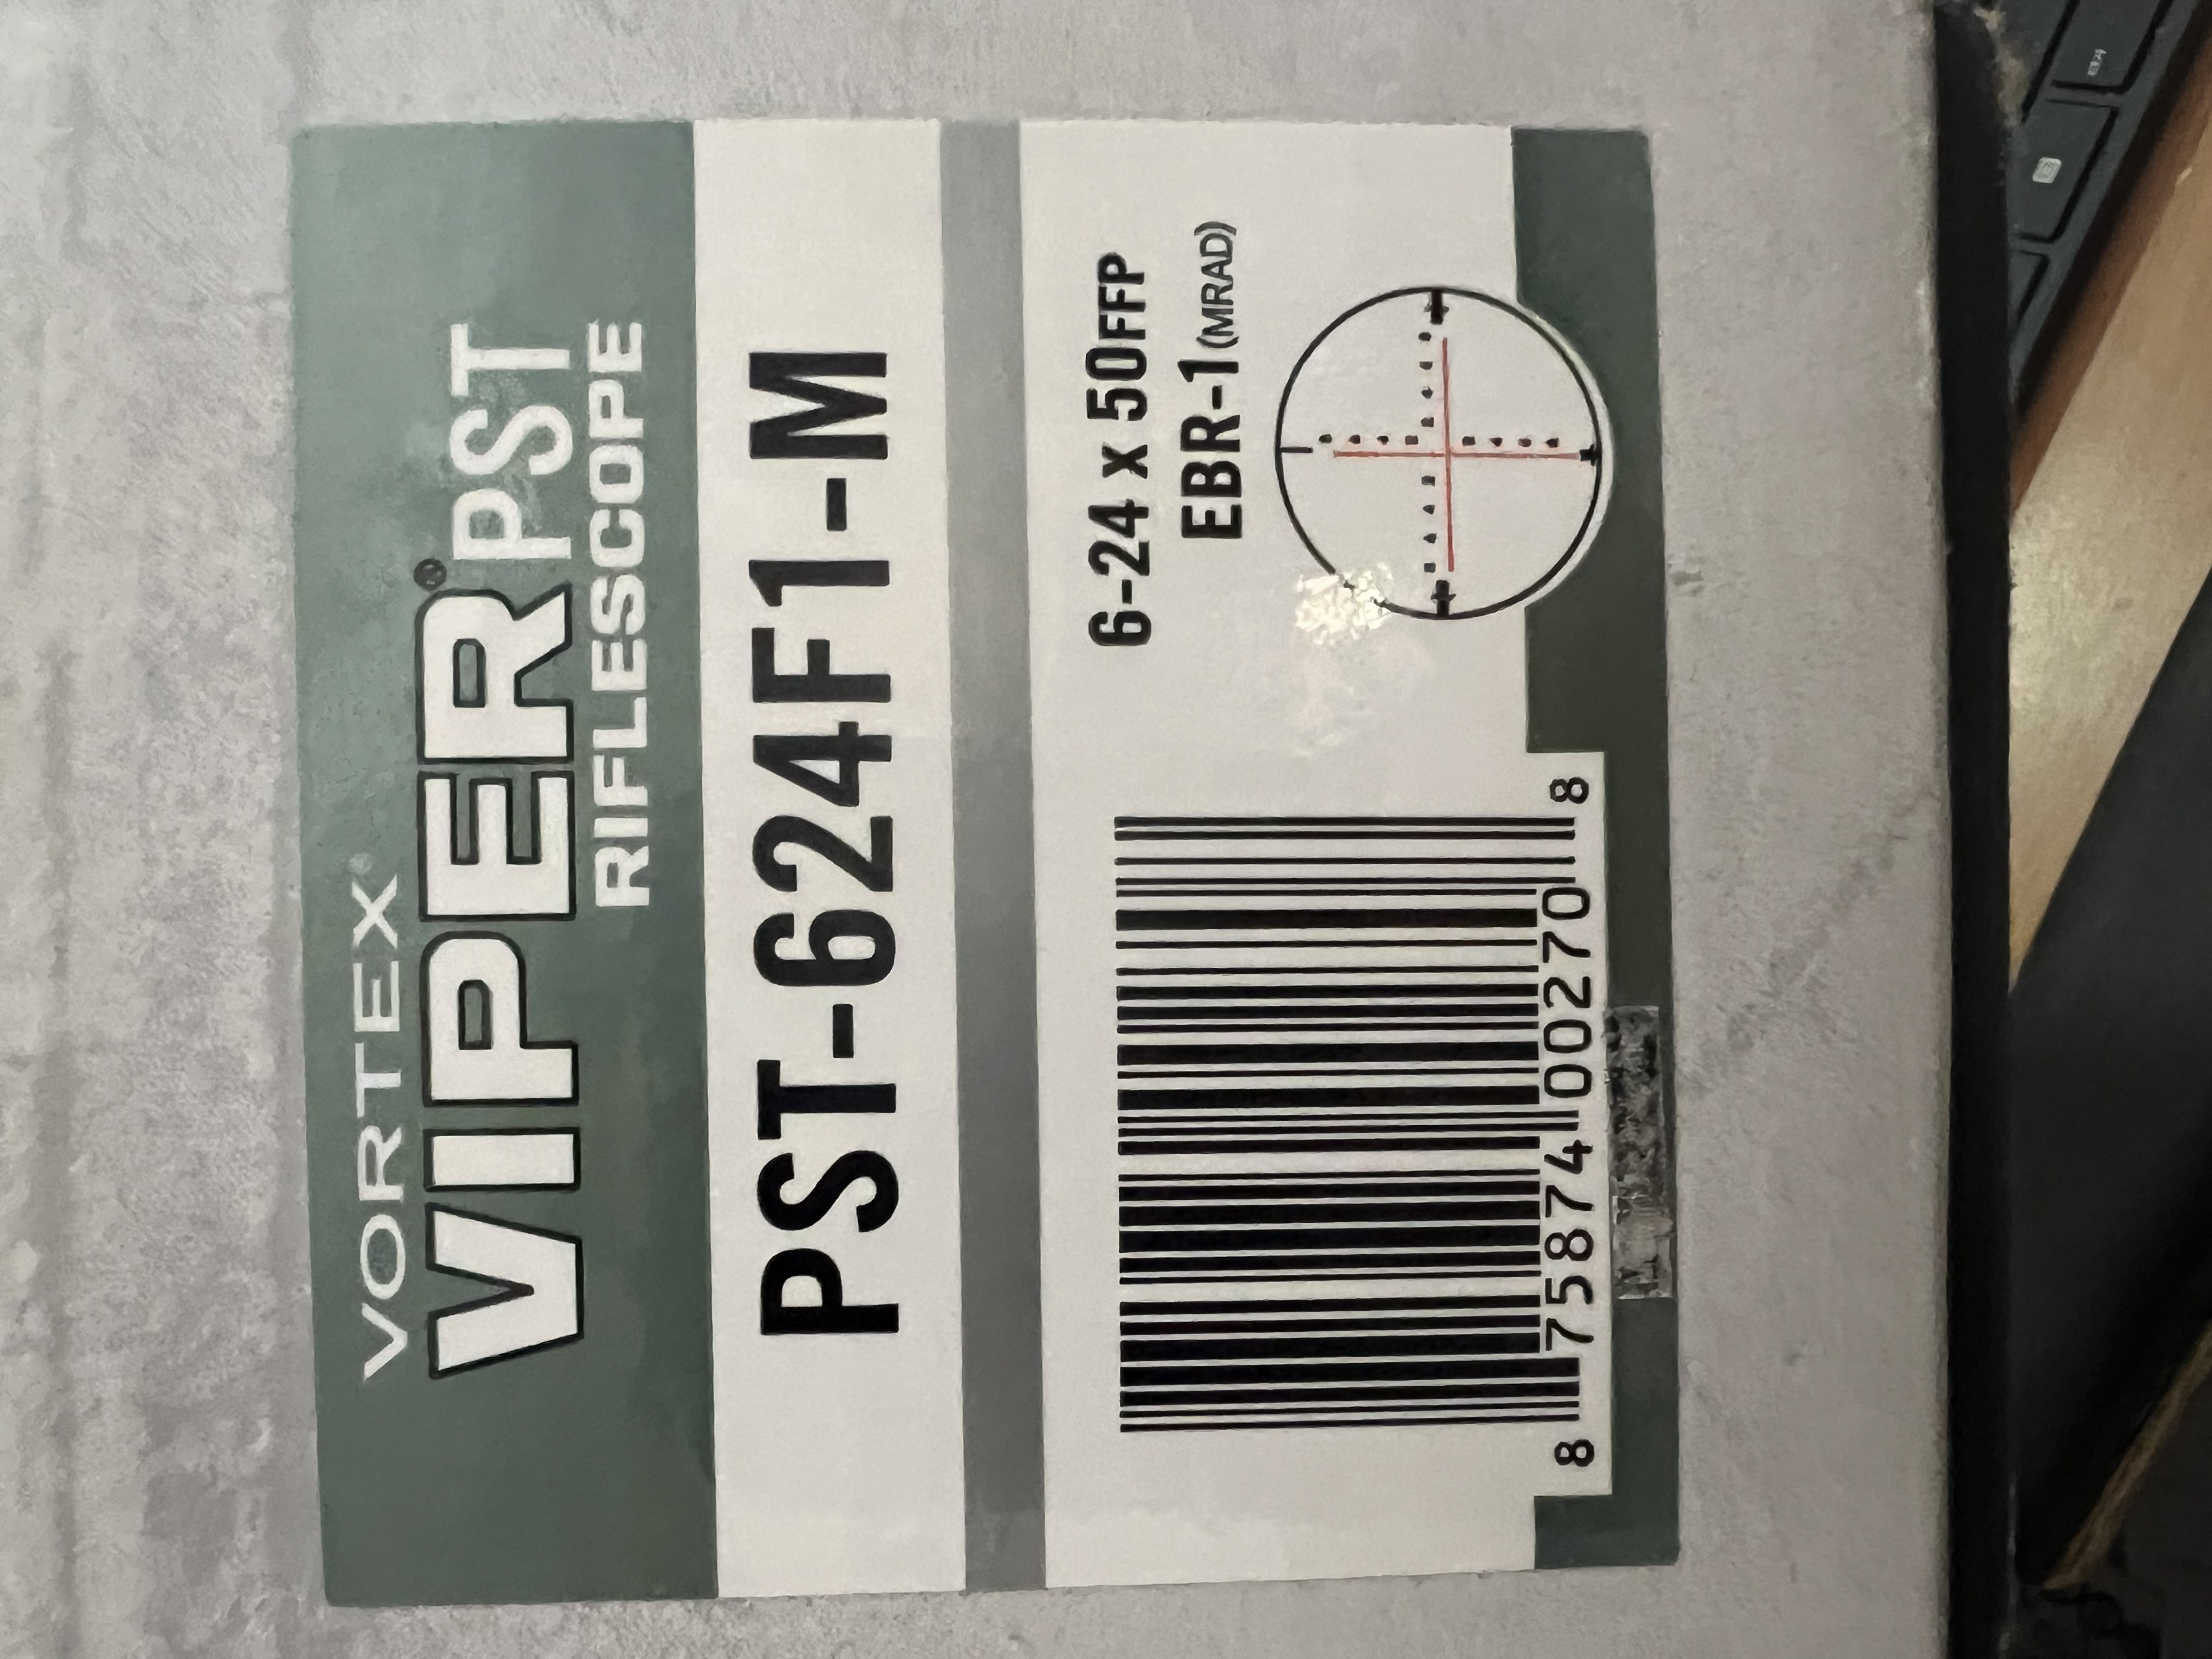 VORTEX®
VIPER® PST
RIFLESCOPE
PST-624F1-M
6-24 x 50FFP
EBR-1(MRAD)
8 75874 00270 8